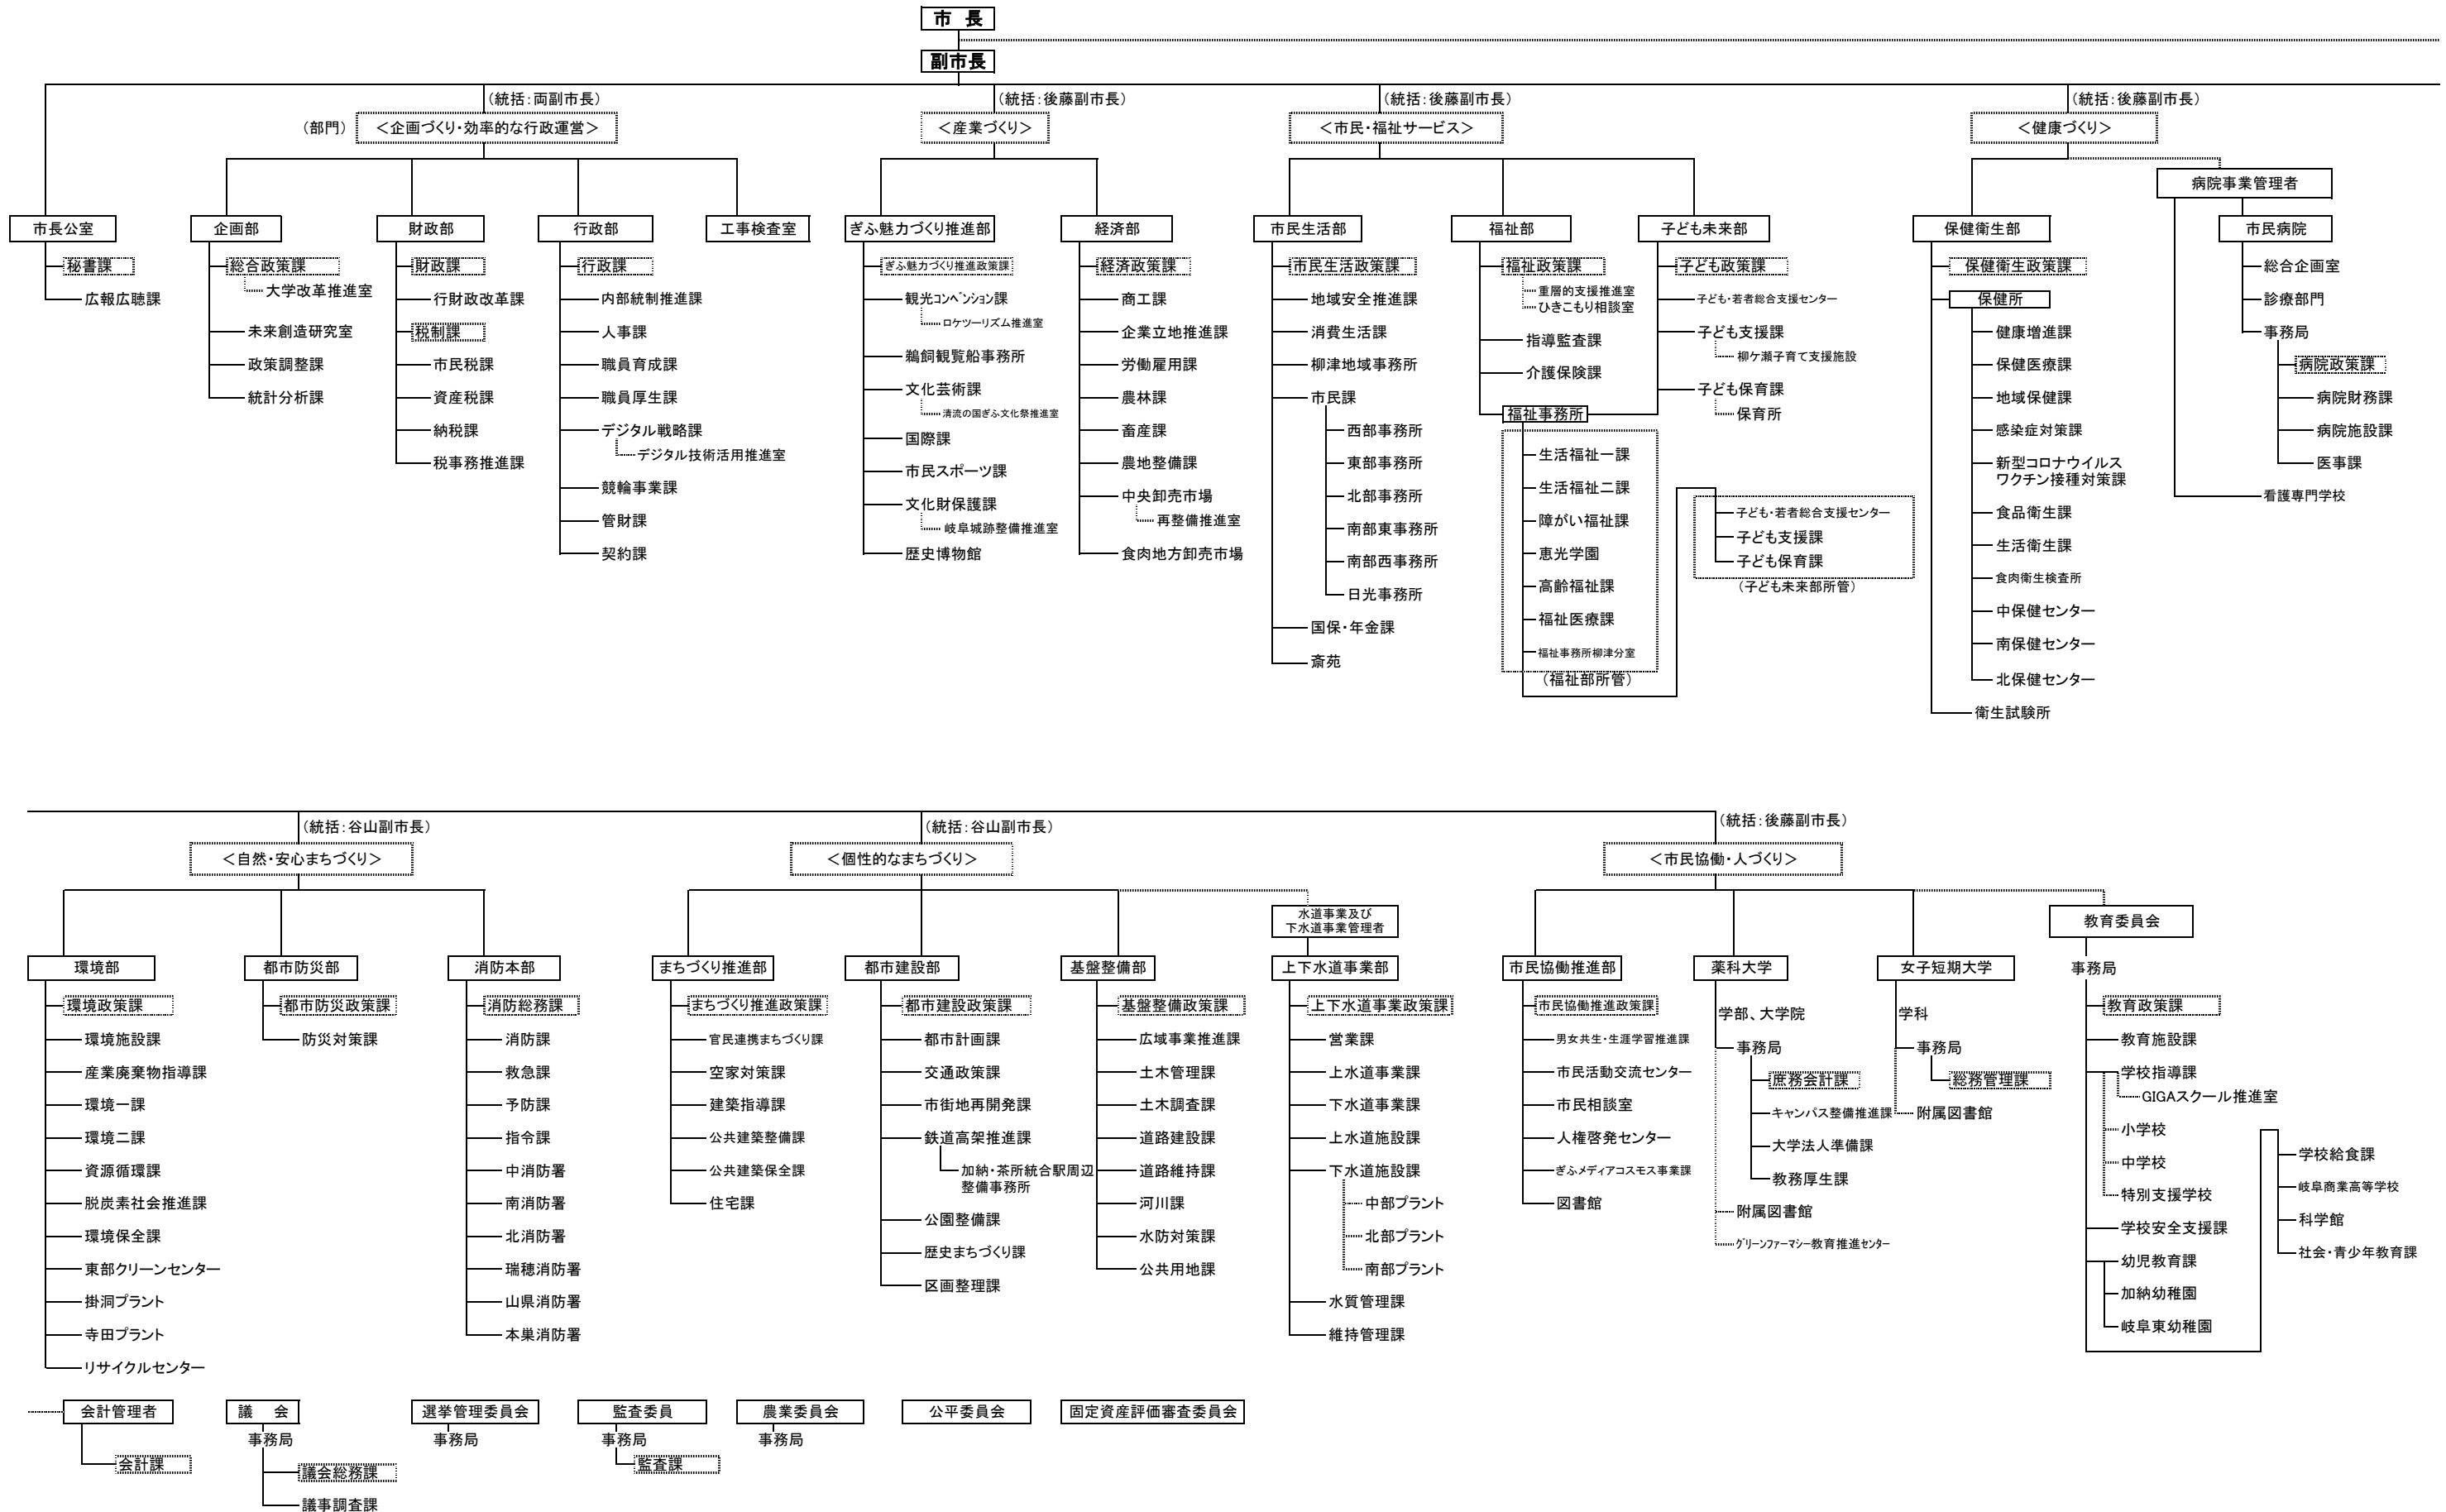 市　長
副市長
（統括：両副市長）
（部門）
＜企画づくり・効率的な行政運営＞
（統括：後藤副市長）
＜産業づくり＞
（統括：後藤副市長）
＜市民・福祉サービス＞
（統括：後藤副市長）
＜健康づくり＞
市長公室
秘書課
広報広聴課
企画部
総合政策課
大学改革推進室
未来創造研究室
政策調整課
統計分析課
財政部
財政課
行財政改革課
税制課
市民税課
資産税課
納税課
税事務推進課
行政部
行政課
内部統制推進課
人事課
職員育成課
職員厚生課
デジタル戦略課
デジタル技術活用推進室
競輪事業課
管財課
契約課
工事検査室
ぎふ魅力づくり推進部
ぎふ魅力づくり推進政策課
観光コンベンション課
ロケツーリズム推進室
鵜飼観覧船事務所
文化芸術課
清流の国ぎふ文化祭推進室
国際課
市民スポーツ課
文化財保護課
岐阜城跡整備推進室
歴史博物館
経済部
経済政策課
商工課
企業立地推進課
労働雇用課
農林課
畜産課
農地整備課
中央卸売市場
再整備推進室
食肉地方卸売市場
市民生活部
市民生活政策課
地域安全推進課
消費生活課
柳津地域事務所
市民課
西部事務所
東部事務所
北部事務所
南部東事務所
南部西事務所
日光事務所
国保・年金課
斎苑
福祉部
福祉政策課
重層的支援推進室
ひきこもり相談室
指導監査課
介護保険課
福祉事務所
生活福祉一課
生活福祉二課
障がい福祉課
恵光学園
高齢福祉課
福祉医療課
福祉事務所柳津分室
（福祉部所管）
子ども未来部
子ども政策課
子ども・若者総合支援センター
子ども支援課
柳ケ瀬子育て支援施設
子ども保育課
保育所
子ども・若者総合支援センター
子ども支援課
子ども保育課
（子ども未来部所管）
保健衛生部
保健衛生政策課
保健所
健康増進課
保健医療課
地域保健課
感染症対策課
新型コロナウイルス
ワクチン接種対策課
食品衛生課
生活衛生課
食肉衛生検査所
中保健センター
南保健センター
北保健センター
衛生試験所
病院事業管理者
市民病院
総合企画室
診療部門
事務局
病院政策課
病院財務課
病院施設課
医事課
看護専門学校
（統括：谷山副市長）
＜自然・安心まちづくり＞
（統括：谷山副市長）
＜個性的なまちづくり＞
（統括：後藤副市長）
＜市民協働・人づくり＞
環境部
環境政策課
環境施設課
産業廃棄物指導課
環境一課
環境二課
資源循環課
脱炭素社会推進課
環境保全課
東部クリーンセンター
掛洞プラント
寺田プラント
リサイクルセンター
都市防災部
都市防災政策課
防災対策課
消防本部
消防総務課
消防課
救急課
予防課
指令課
中消防署
南消防署
北消防署
瑞穂消防署
山県消防署
本巣消防署
まちづくり推進部
まちづくり推進政策課
官民連携まちづくり課
空家対策課
建築指導課
公共建築整備課
公共建築保全課
住宅課
都市建設部
都市建設政策課
都市計画課
交通政策課
市街地再開発課
鉄道高架推進課
加納・茶所統合駅周辺
整備事務所
公園整備課
歴史まちづくり課
区画整理課
基盤整備部
基盤整備政策課
広域事業推進課
土木管理課
土木調査課
道路建設課
道路維持課
河川課
水防対策課
公共用地課
水道事業及び
下水道事業管理者
上下水道事業部
上下水道事業政策課
営業課
上水道事業課
下水道事業課
上水道施設課
下水道施設課
中部プラント
北部プラント
南部プラント
水質管理課
維持管理課
市民協働推進部
市民協働推進政策課
男女共生・生涯学習推進課
市民活動交流センター
市民相談室
人権啓発センター
ぎふメディアコスモス事業課
図書館
薬科大学
学部、大学院
事務局
庶務会計課
キャンパス整備推進課
大学法人準備課
教務厚生課
附属図書館
グリーンファーマシー教育推進センター
女子短期大学
学科
事務局
総務管理課
附属図書館
教育委員会
事務局
教育政策課
教育施設課
学校指導課
GIGAスクール推進室
小学校
中学校
特別支援学校
学校安全支援課
幼児教育課
加納幼稚園
岐阜東幼稚園
学校給食課
岐阜商業高等学校
科学館
社会・青少年教育課
会計管理者
会計課
議　会
事務局
議会総務課
議事調査課
選挙管理委員会
事務局
監査委員
事務局
監査課
農業委員会
事務局
公平委員会
固定資産評価審査委員会